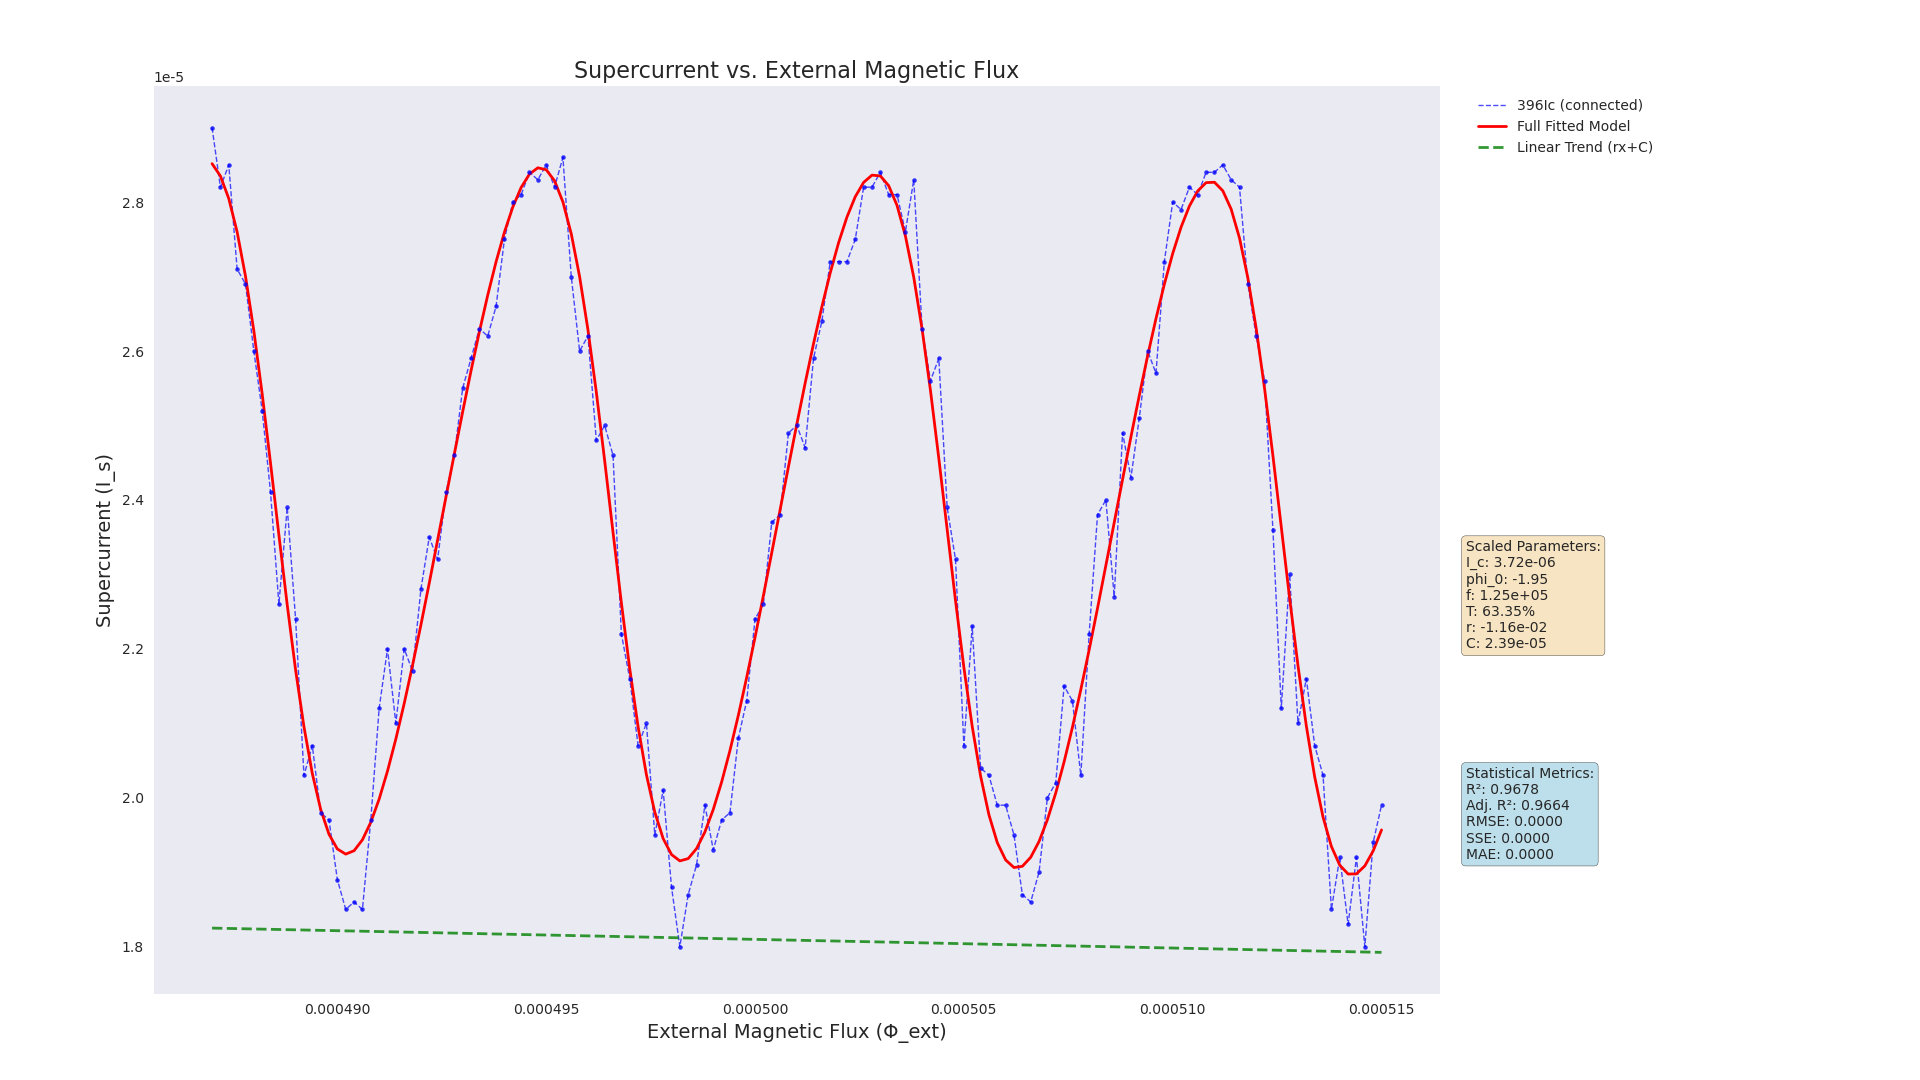 Supercurrent vs. External Magnetic Flux
1e-5
2.8
2.6
2.4
2.2
2.0
1.8
Supercurrent (I_s)
0.000490
0.000495
0.000500
0.000505
0.000510
0.000515
External Magnetic Flux (Φ_ext)
396Ic (connected)
Full Fitted Model
Linear Trend (rx+C)
Scaled Parameters:
I_c: 3.72e-06
phi_0: -1.95
f: 1.25e+05
T: 63.35%
r: -1.16e-02
C: 2.39e-05
Statistical Metrics:
R²: 0.9678
Adj. R²: 0.9664
RMSE: 0.0000
SSE: 0.0000
MAE: 0.0000